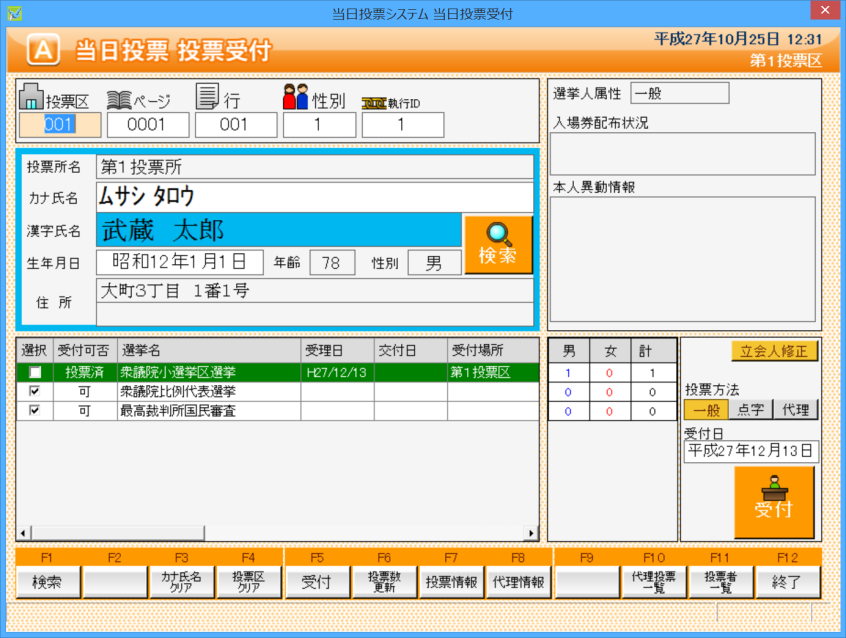 当日投票システム 当日投票受付
A 当日投票 投票受付
平成27年10月25日 12:31
第1投票区
投票区 ページ 行 性別 執行ID
001 0001 001 1 1
選挙人属性 一般
入場券配布状況
本人異動情報
投票所名 第1投票所
カナ氏名 ムサシ タロウ
漢字氏名 武蔵 太郎
検索
生年月日 昭和12年1月1日 年齢 78 性別 男
住 所 大町3丁目 1番1号
選択 受付可否 選挙名 受理日 交付日 受付場所
投票済 衆議院小選挙区選挙 H27/12/13 第1投票区
可 衆議院比例代表選挙
可 最高裁判所国民審査
男 女 計
1 0 1
0 0 0
0 0 0
立会人修正
投票方法
一般 点字 代理
受付日
平成27年12月13日
受付
F1 F2 F3 F4 F5 F6 F7 F8 F9 F10 F11 F12
検索 カナ氏名クリア 投票区クリア 受付 投票数更新 投票情報 代理情報 代理投票一覧 投票者一覧 終了